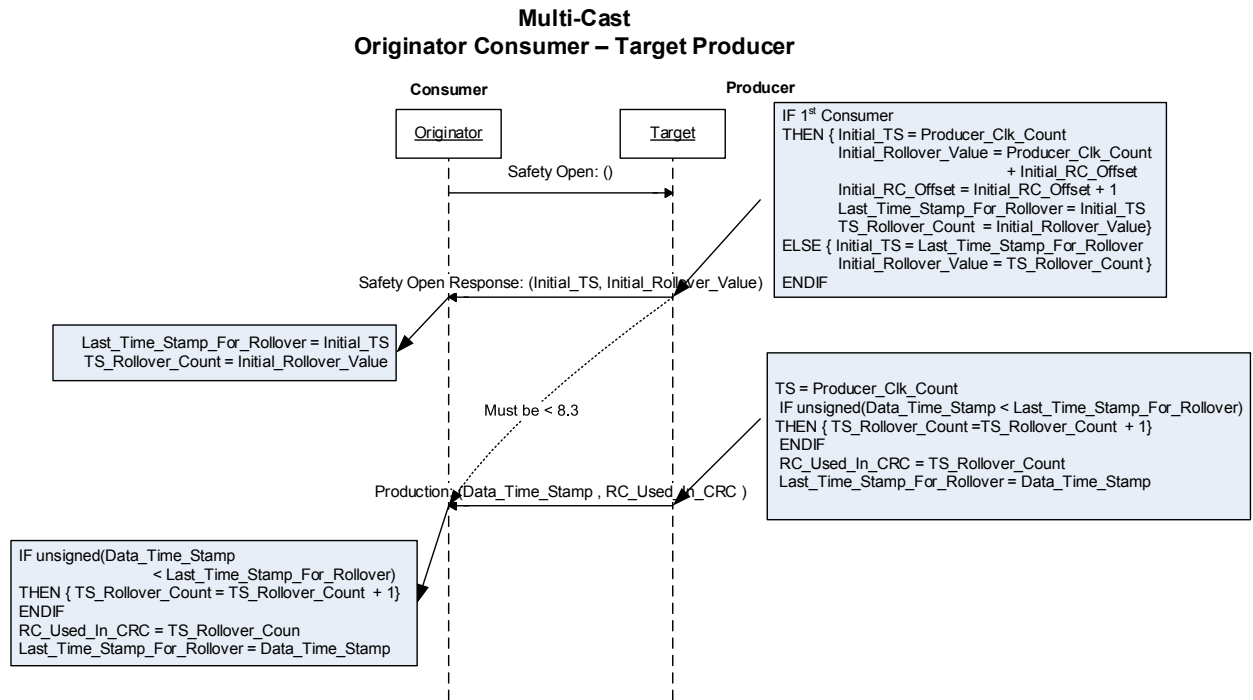 Multi-Cast
Originator Consumer – Target Producer
Consumer
Producer
Originator
Target
IF 1st Consumer
THEN { Initial_TS = Producer_Clk_Count
Initial_Rollover_Value = Producer_Clk_Count
+ Initial_RC_Offset
Initial_RC_Offset = Initial_RC_Offset + 1
Last_Time_Stamp_For_Rollover = Initial_TS
TS_Rollover_Count = Initial_Rollover_Value}
ELSE { Initial_TS = Last_Time_Stamp_For_Rollover
Initial_Rollover_Value = TS_Rollover_Count }
ENDIF
Safety Open: ()
Safety Open Response: (Initial_TS, Initial_Rollover_Value)
Last_Time_Stamp_For_Rollover = Initial_TS
TS_Rollover_Count = Initial_Rollover_Value
TS = Producer_Clk_Count
IF unsigned(Data_Time_Stamp < Last_Time_Stamp_For_Rollover)
THEN { TS_Rollover_Count =TS_Rollover_Count + 1}
ENDIF
RC_Used_In_CRC = TS_Rollover_Count
Last_Time_Stamp_For_Rollover = Data_Time_Stamp
Must be < 8.3
Production: (Data_Time_Stamp , RC_Used_In_CRC )
IF unsigned(Data_Time_Stamp
< Last_Time_Stamp_For_Rollover)
THEN { TS_Rollover_Count = TS_Rollover_Count + 1}
ENDIF
RC_Used_In_CRC = TS_Rollover_Coun
Last_Time_Stamp_For_Rollover = Data_Time_Stamp